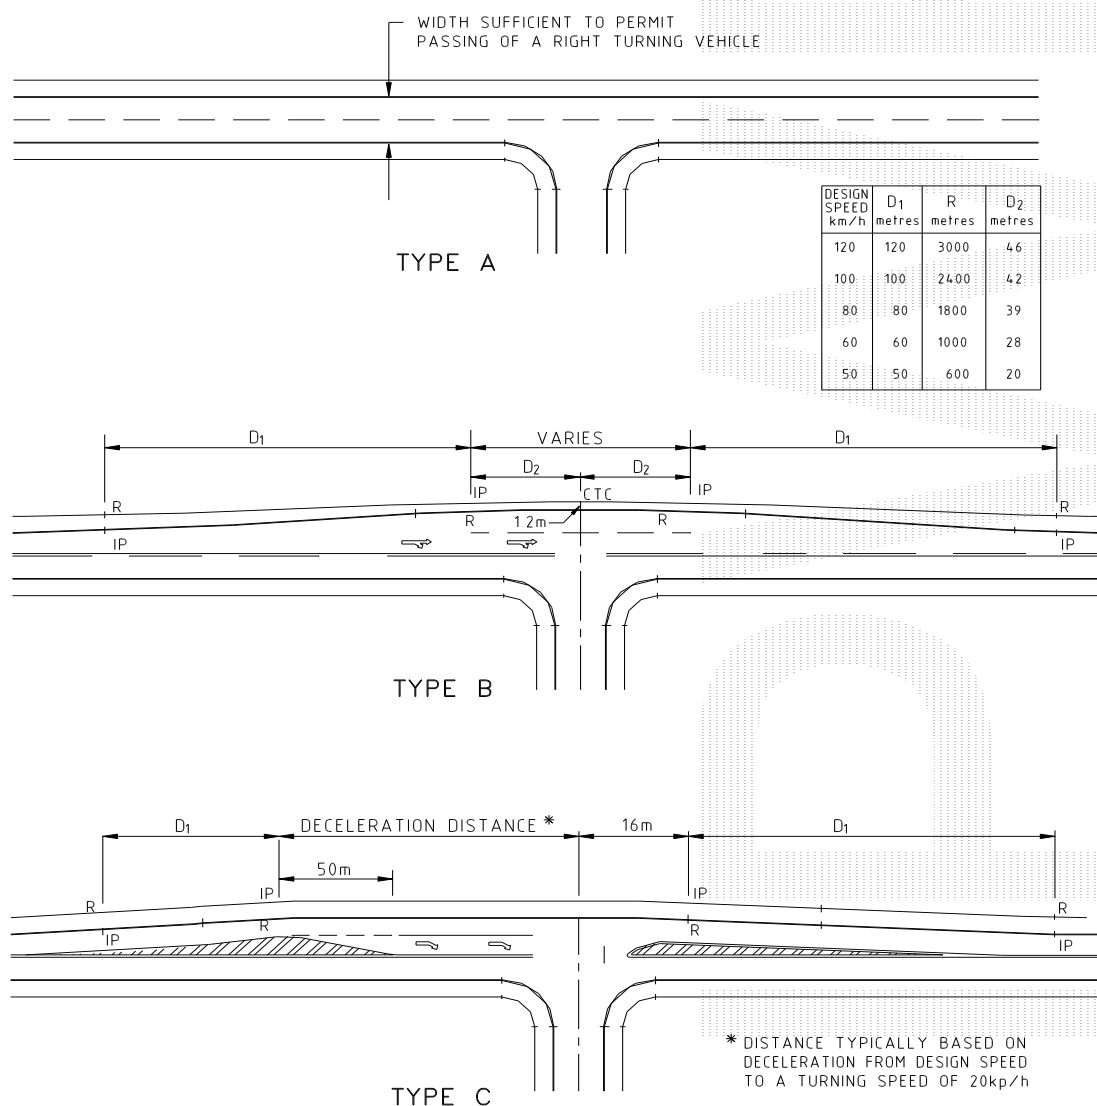 WIDTH SUFFICIENT TO PERMIT
PASSING OF A RIGHT TURNING VEHICLE
TYPE A
DESIGN SPEED km/h D1 metres R metres D2 metres
120 120 3000 46
100 100 2400 42
80 80 1800 39
60 60 1000 28
50 50 600 20
D1 VARIES D1
D2 D2
IP CTC IP
R R
R 12m R
IP IP
TYPE B
D1 DECELERATION DISTANCE * 16m D1
50m
IP IP
R R
R R
IP IP
* DISTANCE TYPICALLY BASED ON
DECELERATION FROM DESIGN SPEED
TO A TURNING SPEED OF 20kp/h
TYPE C